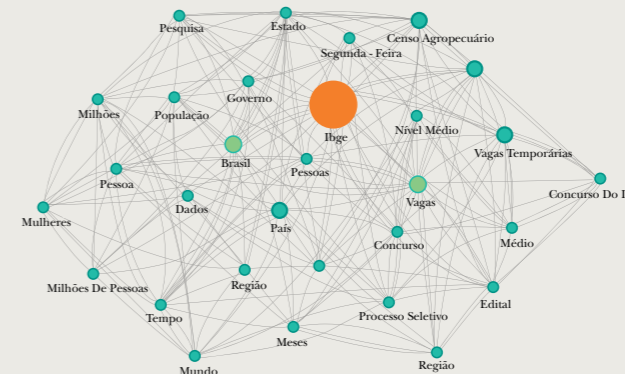 Pesquisa
Estado
Censo Agropecuário
Segunda - Feira
Governo
Milhões
População
Ibge
Nível Médio
Vagas Temporárias
Brasil
Pessoas
Pessoa
Concurso Do
Vagas
Dados
Mulheres
País
Concurso
Médio
Região
Milhões De Pessoas
Edital
Tempo
Processo Seletivo
Meses
Região
Mundo